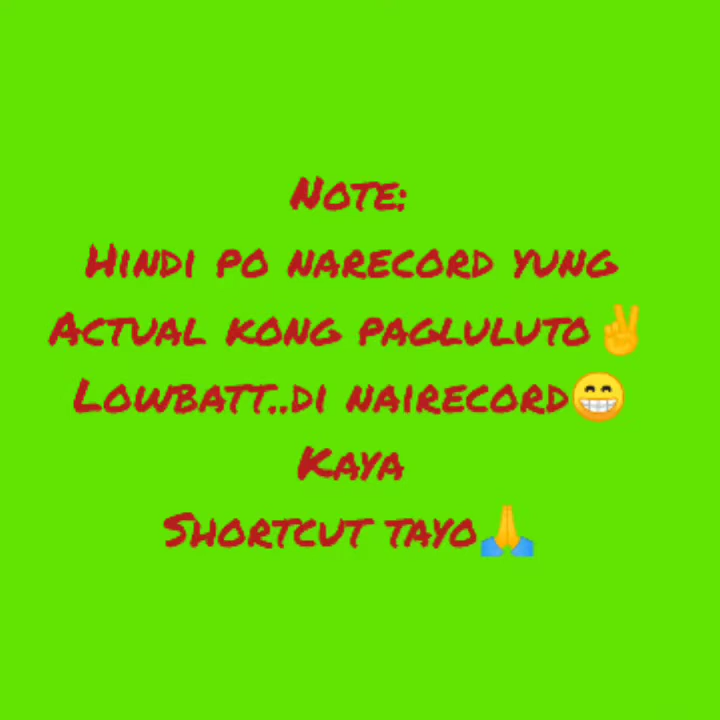 Note:
Hindi po narecord yung
Actual kong pagluluto✌️
Lowbatt..di nairecord😁
Kaya
Shortcut tayo🙏